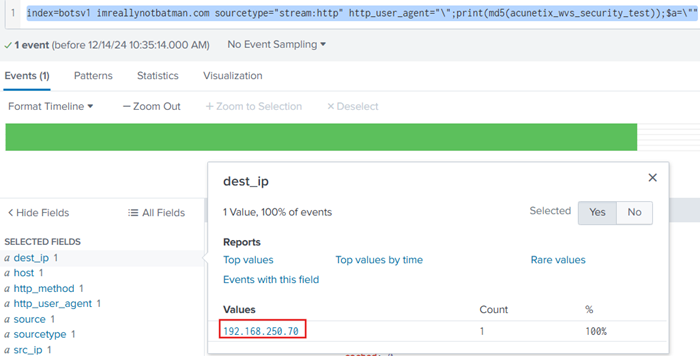 1 index=botsv1 imreallynotbatman.com sourcetype="stream:http" http_user_agent="\";print(md5(acunetix_wvs_security_test));$a=\""
✓ 1 event (before 12/14/24 10:35:14.000 AM) No Event Sampling ▼
Events (1) Patterns Statistics Visualization
Format Timeline ▼ — Zoom Out + Zoom to Selection × Deselect
dest_ip ×
1 Value, 100% of events Selected Yes No
< Hide Fields ≔ All Fields
Reports
SELECTED FIELDS
Top values Top values by time Rare values
a dest_ip 1
Events with this field
a host 1
a http_method 1
a http_user_agent 1
Values Count %
a source 1
192.168.250.70 1 100%
a sourcetype 1
a src_ip 1